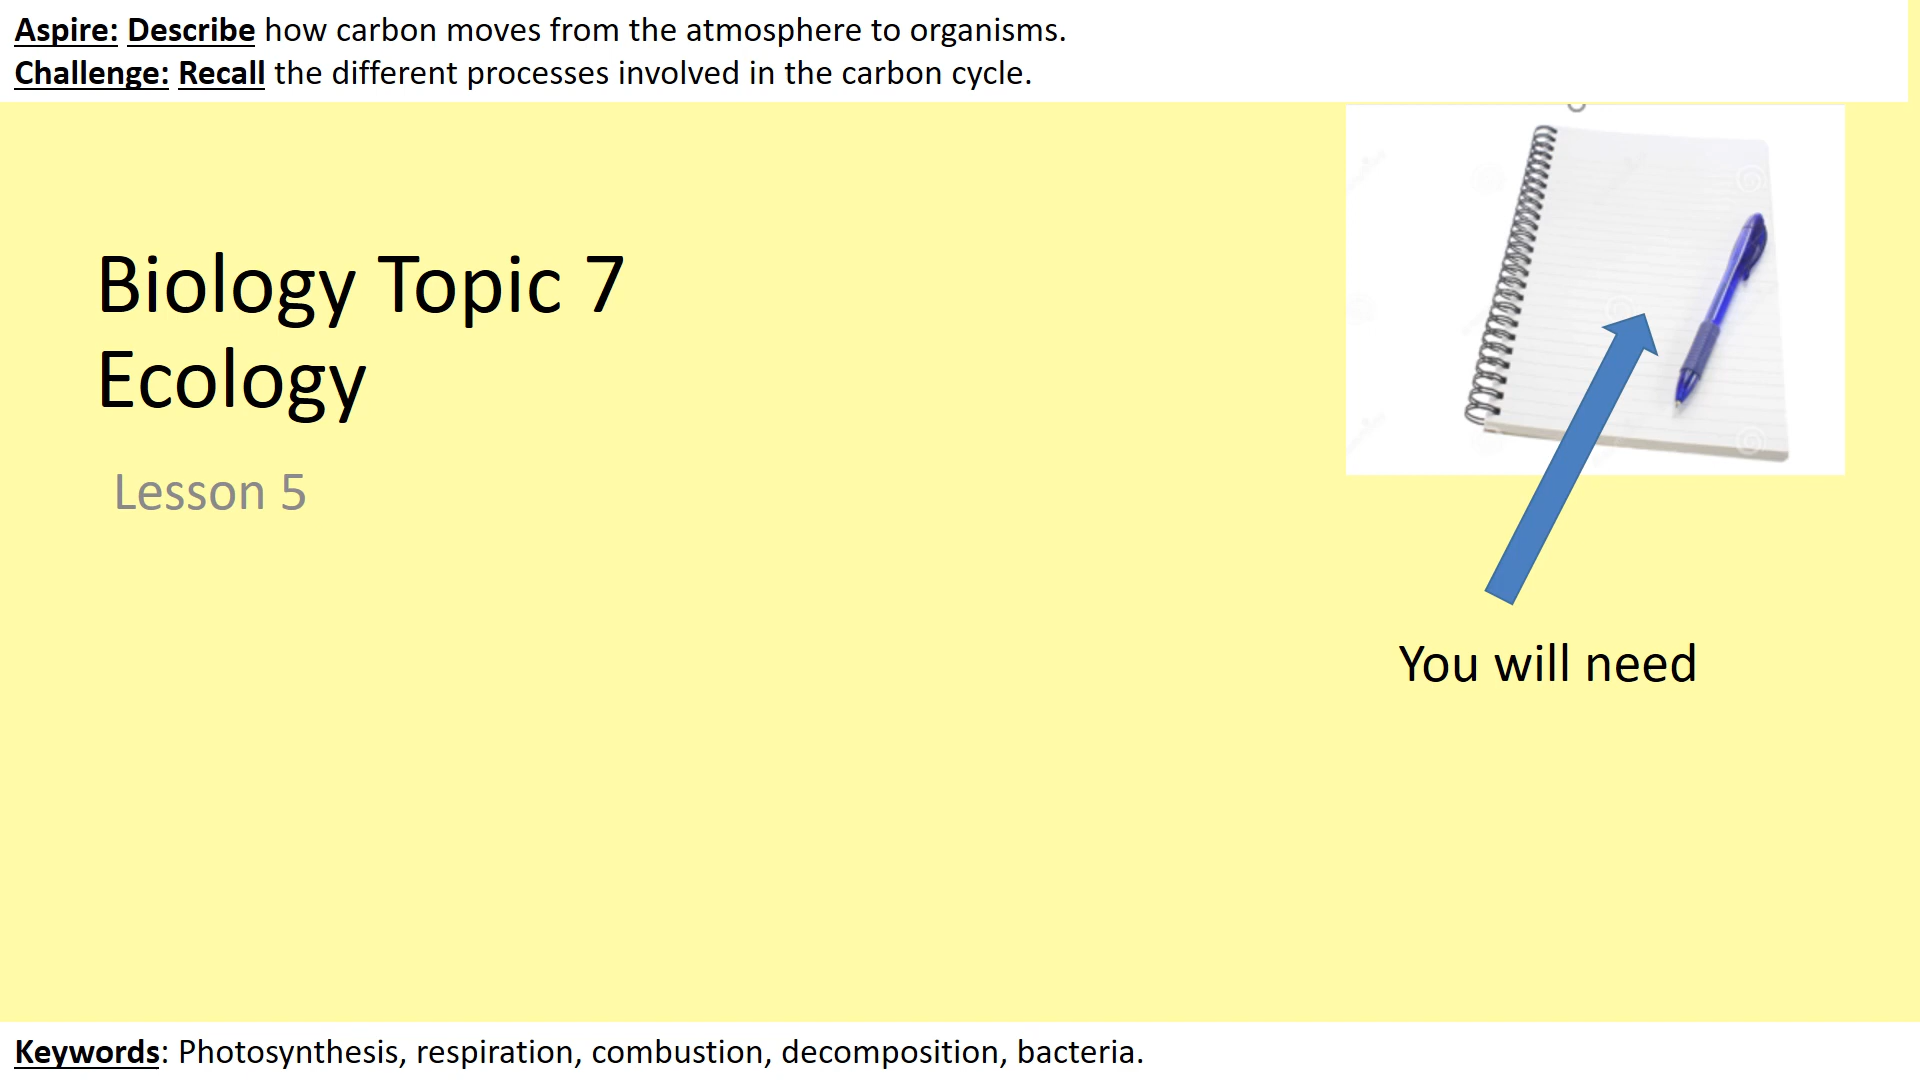 Aspire: Describe how carbon moves from the atmosphere to organisms.
Challenge: Recall the different processes involved in the carbon cycle.
Biology Topic 7
Ecology
Lesson 5
You will need
Keywords: Photosynthesis, respiration, combustion, decomposition, bacteria.